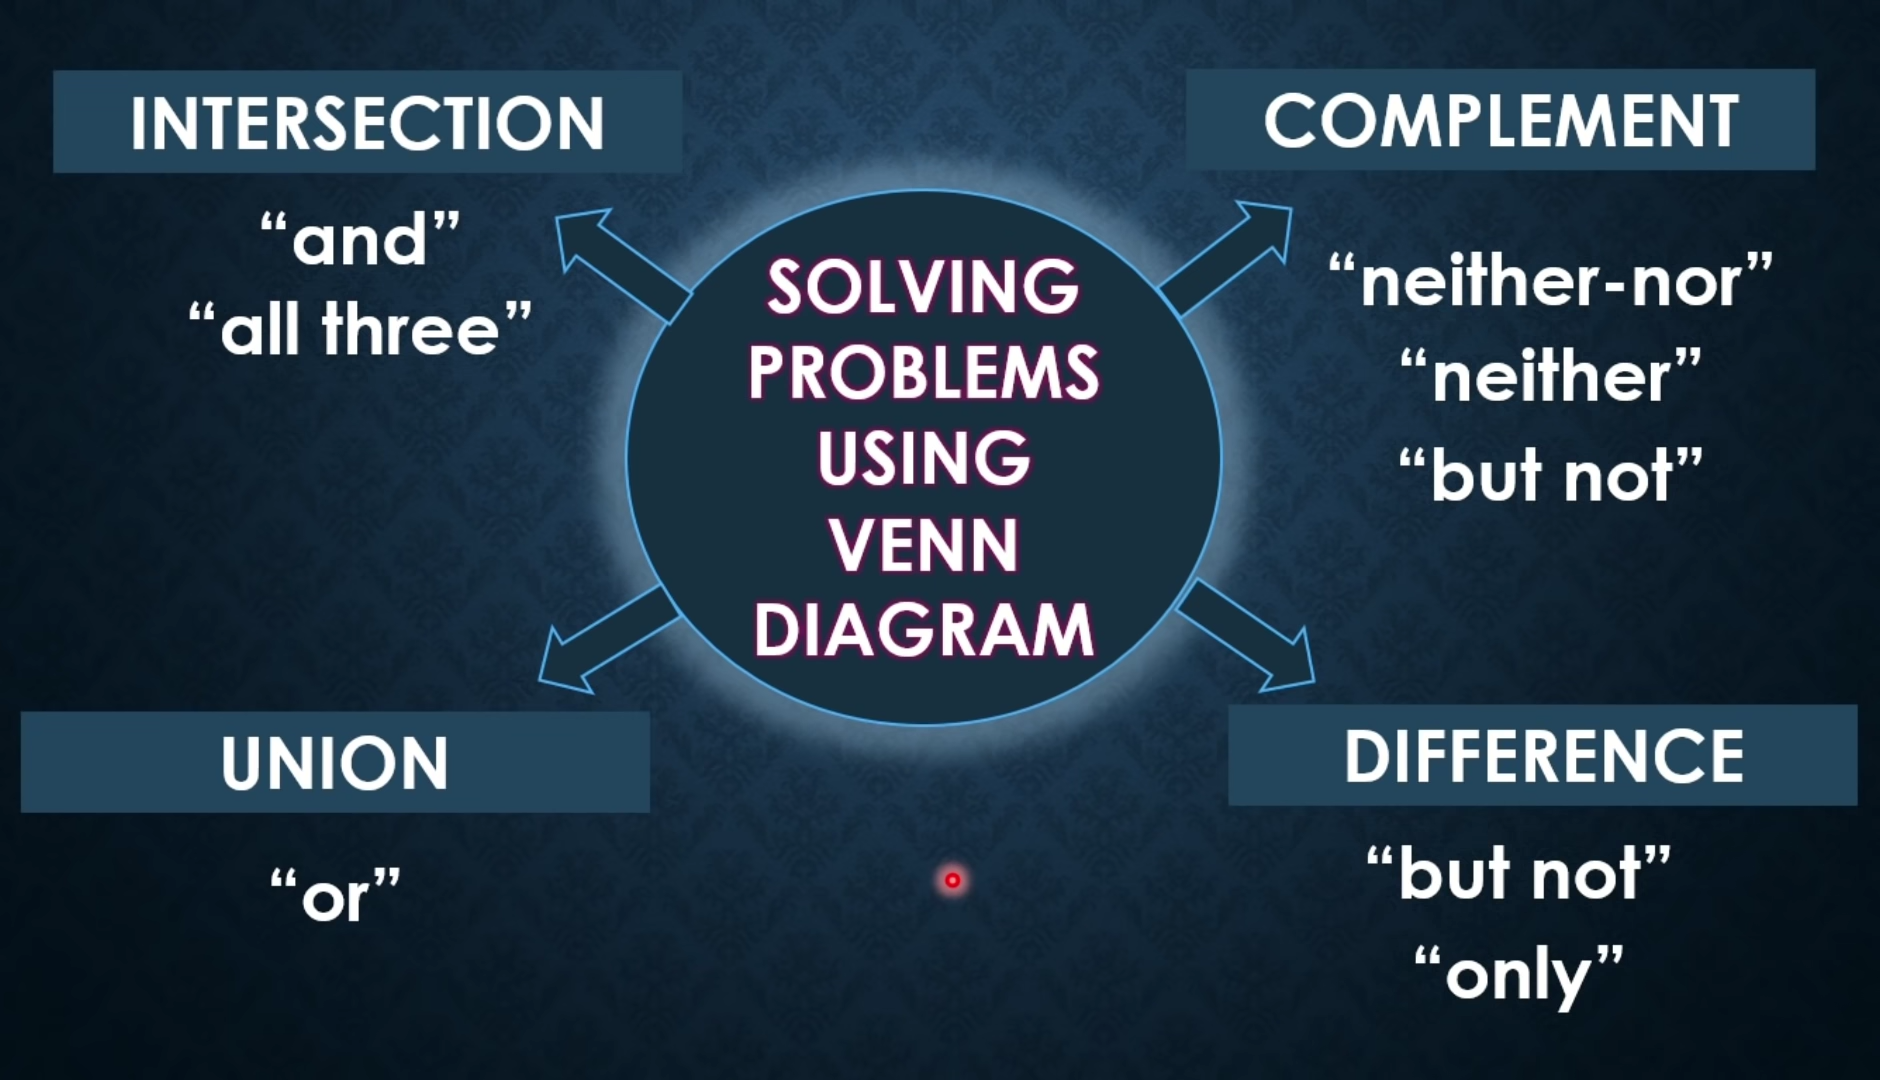 INTERSECTION
“and”
“all three”
COMPLEMENT
“neither-nor”
“neither”
“but not”
SOLVING
PROBLEMS
USING
VENN
DIAGRAM
UNION
“or”
DIFFERENCE
“but not”
“only”